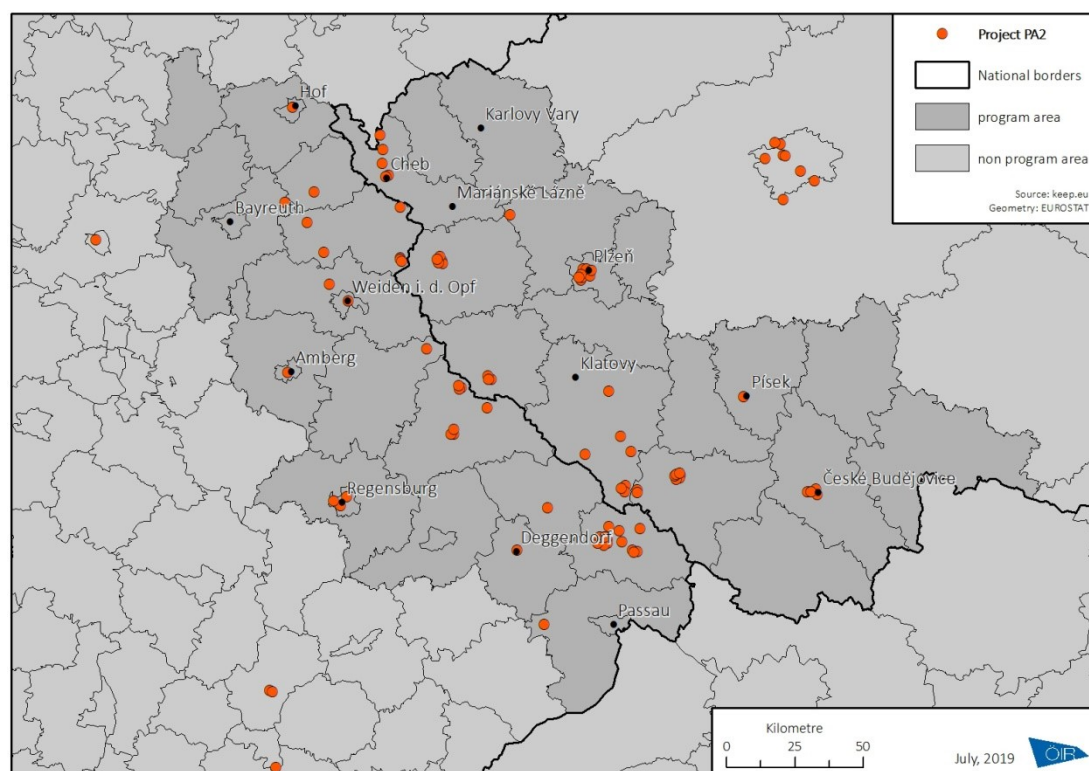 Project PA2
National borders
program area
non program area
Source: keep.eu
Geometry: EUROSTAT
Hof
Karlovy Vary
Cheb
Mariánské Lázně
Bayreuth
Plzeň
Weiden i. d. Opf
Amberg
Klatovy
Písek
Regensburg
České Budějovice
Deggendorf
Passau
Kilometre
0 25 50
July, 2019
ÖIR